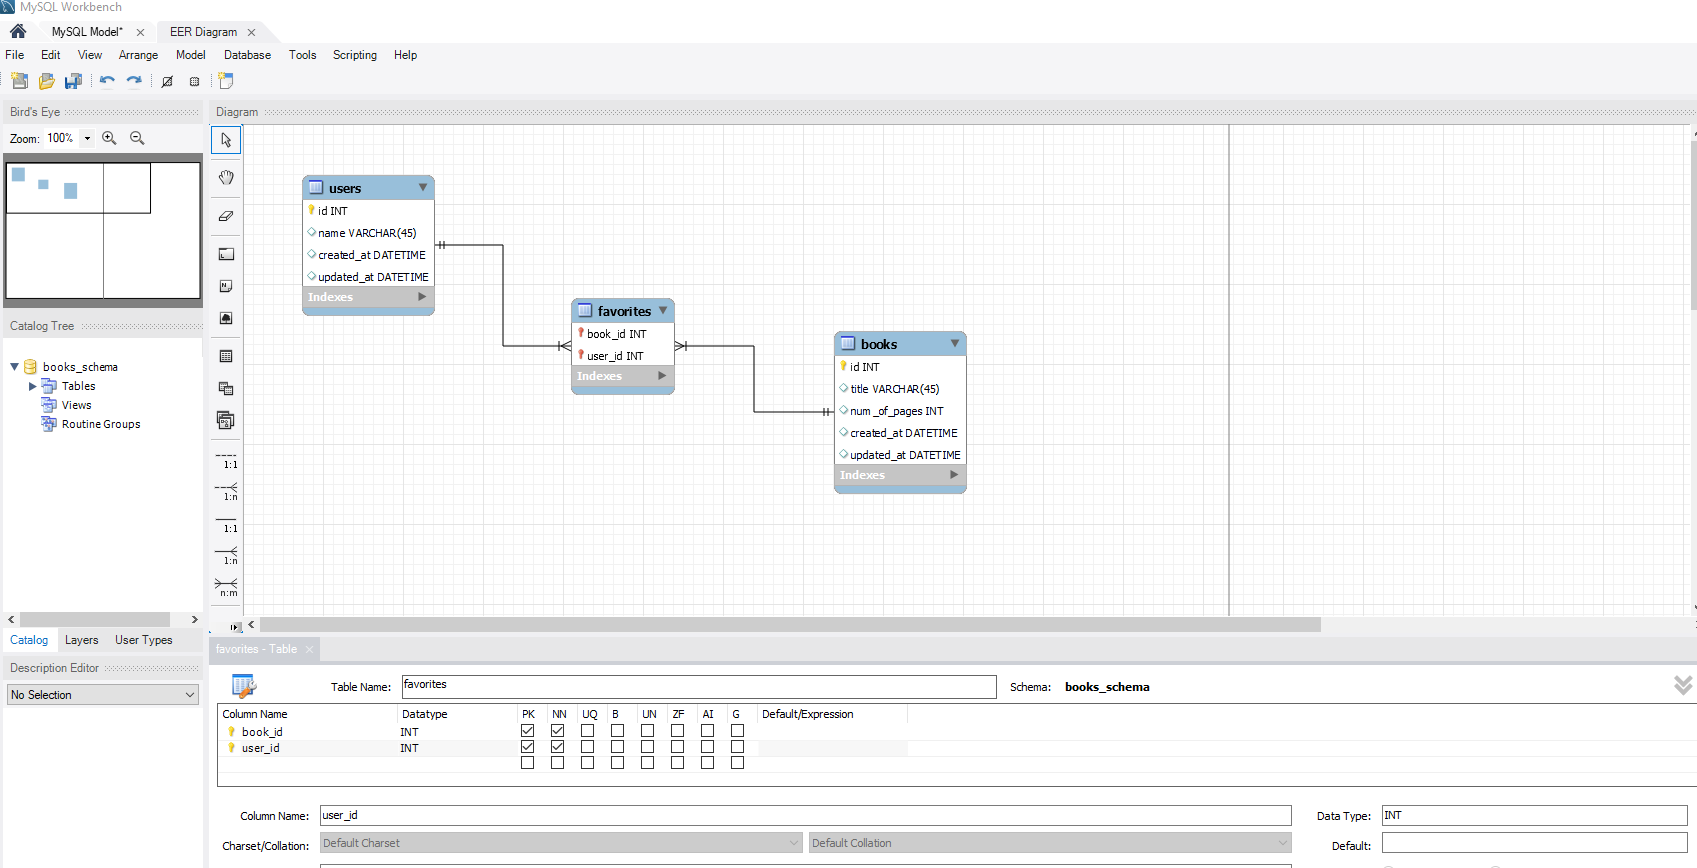 MySQL Workbench
MySQL Model* × EER Diagram ×
File Edit View Arrange Model Database Tools Scripting Help
Bird's Eye
Zoom: 100%
Diagram
users
id INT
name VARCHAR(45)
created_at DATETIME
updated_at DATETIME
Indexes
favorites
book_id INT
user_id INT
Indexes
books
id INT
title VARCHAR(45)
num_of_pages INT
created_at DATETIME
updated_at DATETIME
Indexes
Catalog Tree
books_schema
Tables
Views
Routine Groups
1:1
1:n
1:1
1:n
n:m
Catalog Layers User Types
Description Editor
No Selection
favorites - Table ×
Table Name: favorites Schema: books_schema
Column Name Datatype PK NN UQ B UN ZF AI G Default/Expression
book_id INT
user_id INT
Column Name: user_id Data Type: INT
Charset/Collation: Default Charset Default Collation Default: